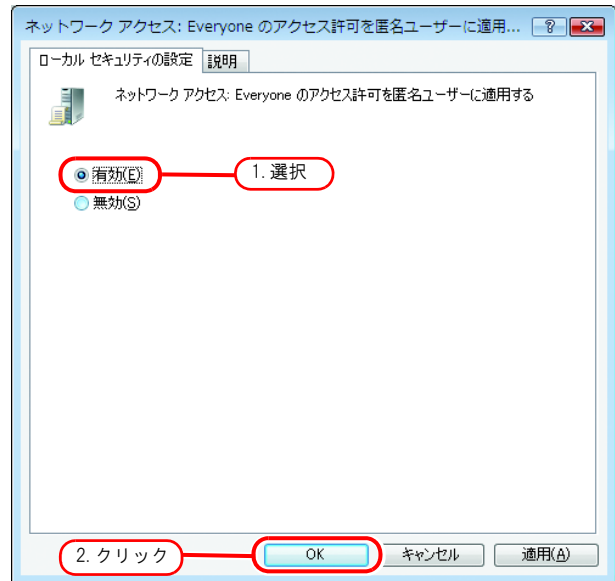 ネットワーク アクセス: Everyone のアクセス許可を匿名ユーザーに適用...
ローカル セキュリティの設定 説明
ネットワーク アクセス: Everyone のアクセス許可を匿名ユーザーに適用する
有効(E) 1. 選択
無効(S)
2. クリック OK キャンセル 適用(A)